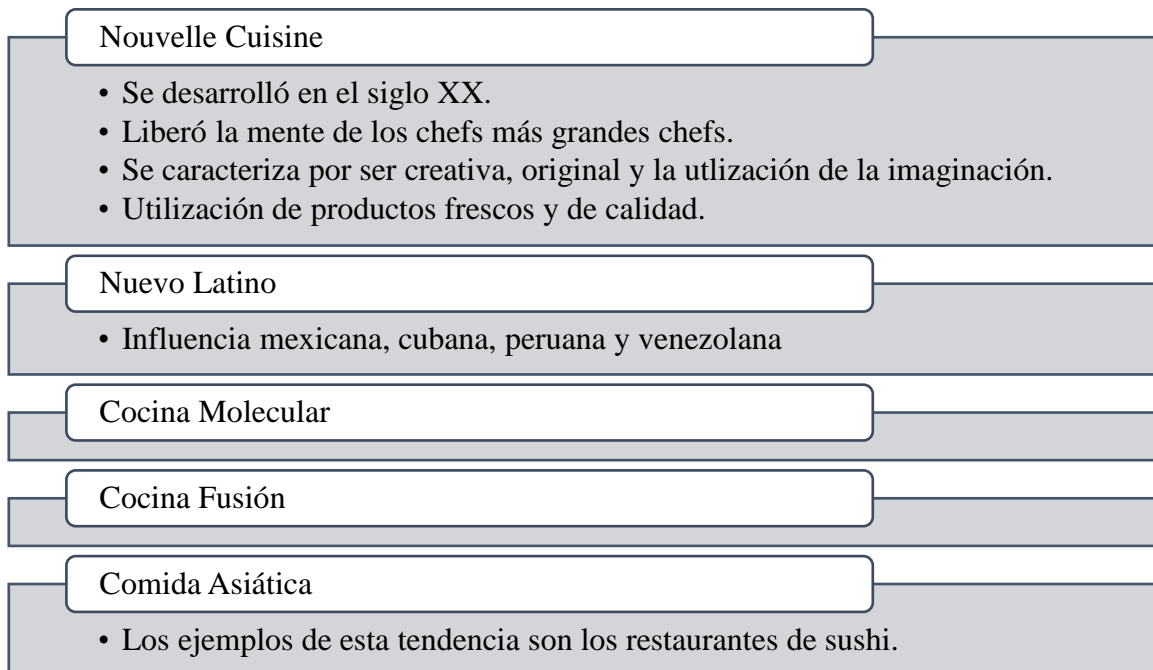 Nouvelle Cuisine
• Se desarrolló en el siglo XX.
• Liberó la mente de los chefs más grandes chefs.
• Se caracteriza por ser creativa, original y la utlización de la imaginación.
• Utilización de productos frescos y de calidad.
Nuevo Latino
• Influencia mexicana, cubana, peruana y venezolana
Cocina Molecular
Cocina Fusión
Comida Asiática
• Los ejemplos de esta tendencia son los restaurantes de sushi.